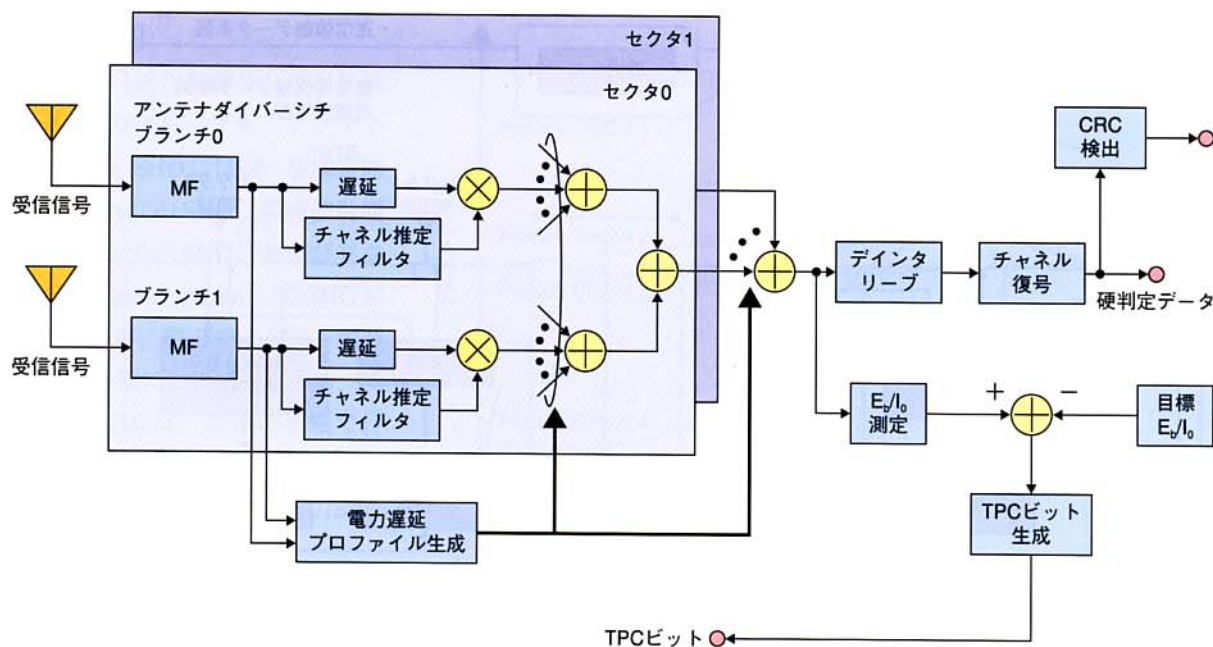 セクタ1
セクタ0
アンテナダイバーシチ
ブランチ0
MF
遅延
チャネル推定
フィルタ
受信信号
ブランチ1
MF
遅延
チャネル推定
フィルタ
受信信号
電力遅延
プロファイル生成
デインタ
リーブ
チャネル
復号
CRC
検出
硬判定データ
Eb/I0
測定
+
−
目標
Eb/I0
TPCビット
生成
TPCビット